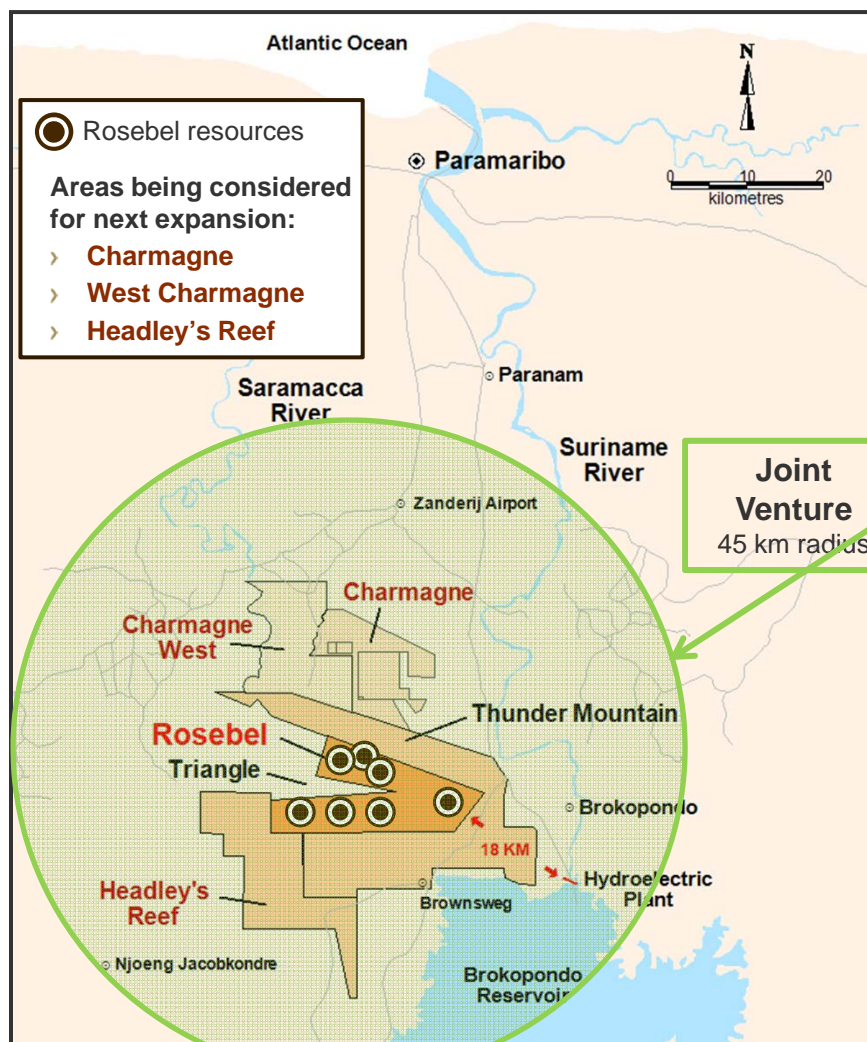 Atlantic Ocean
N
Rosebel resources
Areas being considered
for next expansion:
› Charmagne
› West Charmagne
› Headley's Reef
Paramaribo
0 10 20
kilometres
Paranam
Saramacca
River
Suriname
River
Joint
Venture
45 km radius
Zanderij Airport
Charmagne
Charmagne
West
Thunder Mountain
Rosebel
Triangle
Brokopondo
18 KM
Hydroelectric
Plant
Headley's
Reef
Brownsweg
Njoeng Jacobkondre
Brokopondo
Reservoir